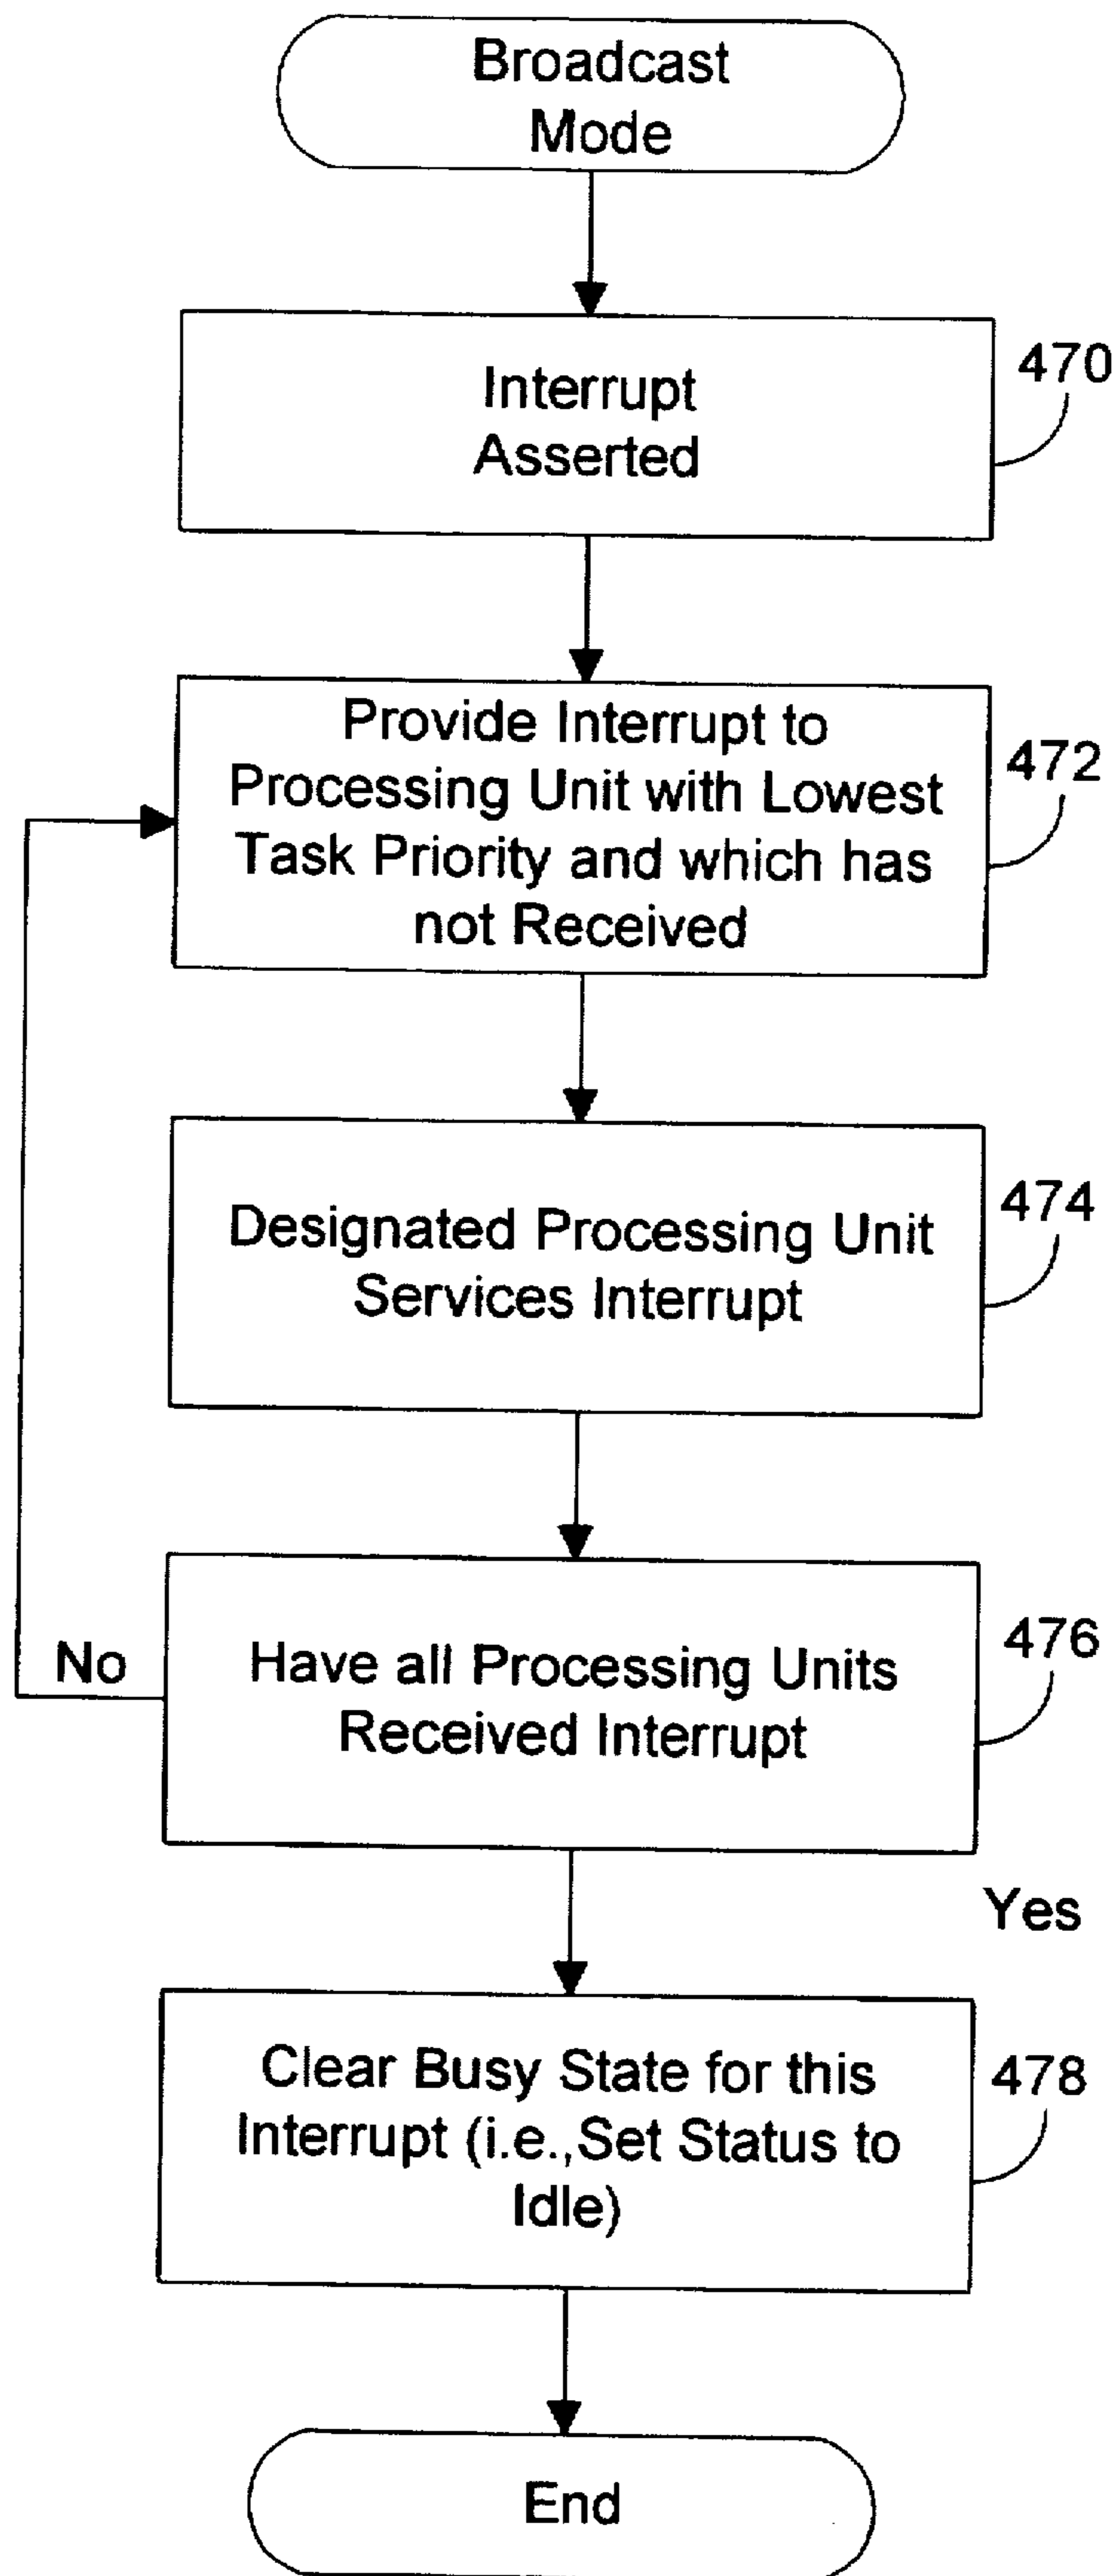 Broadcast
Mode
Interrupt
Asserted
470
Provide Interrupt to
Processing Unit with Lowest
Task Priority and which has
not Received
472
Designated Processing Unit
Services Interrupt
474
Have all Processing Units
Received Interrupt
476
No
Yes
Clear Busy State for this
Interrupt (i.e.,Set Status to
Idle)
478
End